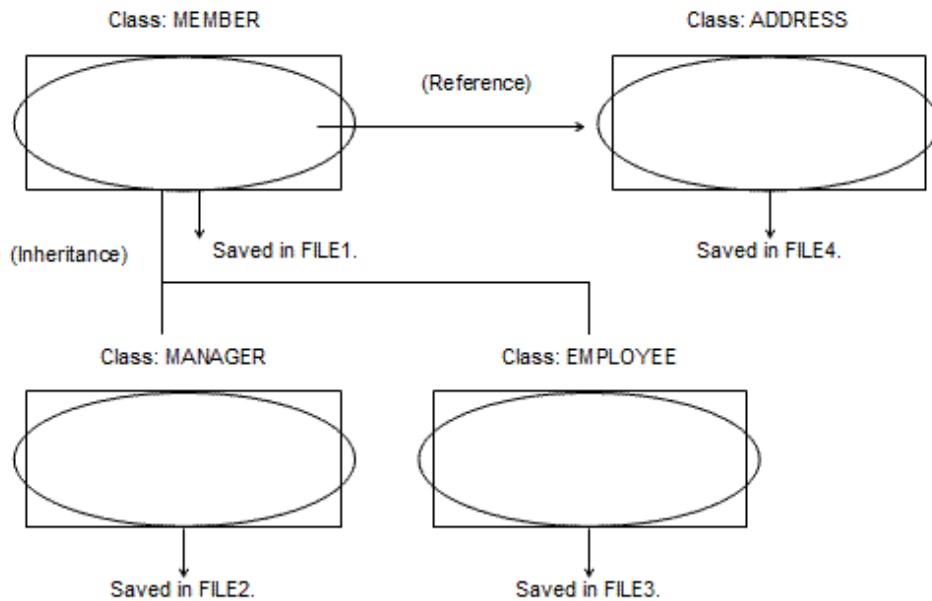 Class: MEMBER
Class: ADDRESS
(Reference)
(Inheritance)
Saved in FILE1.
Saved in FILE4.
Class: MANAGER
Class: EMPLOYEE
Saved in FILE2.
Saved in FILE3.